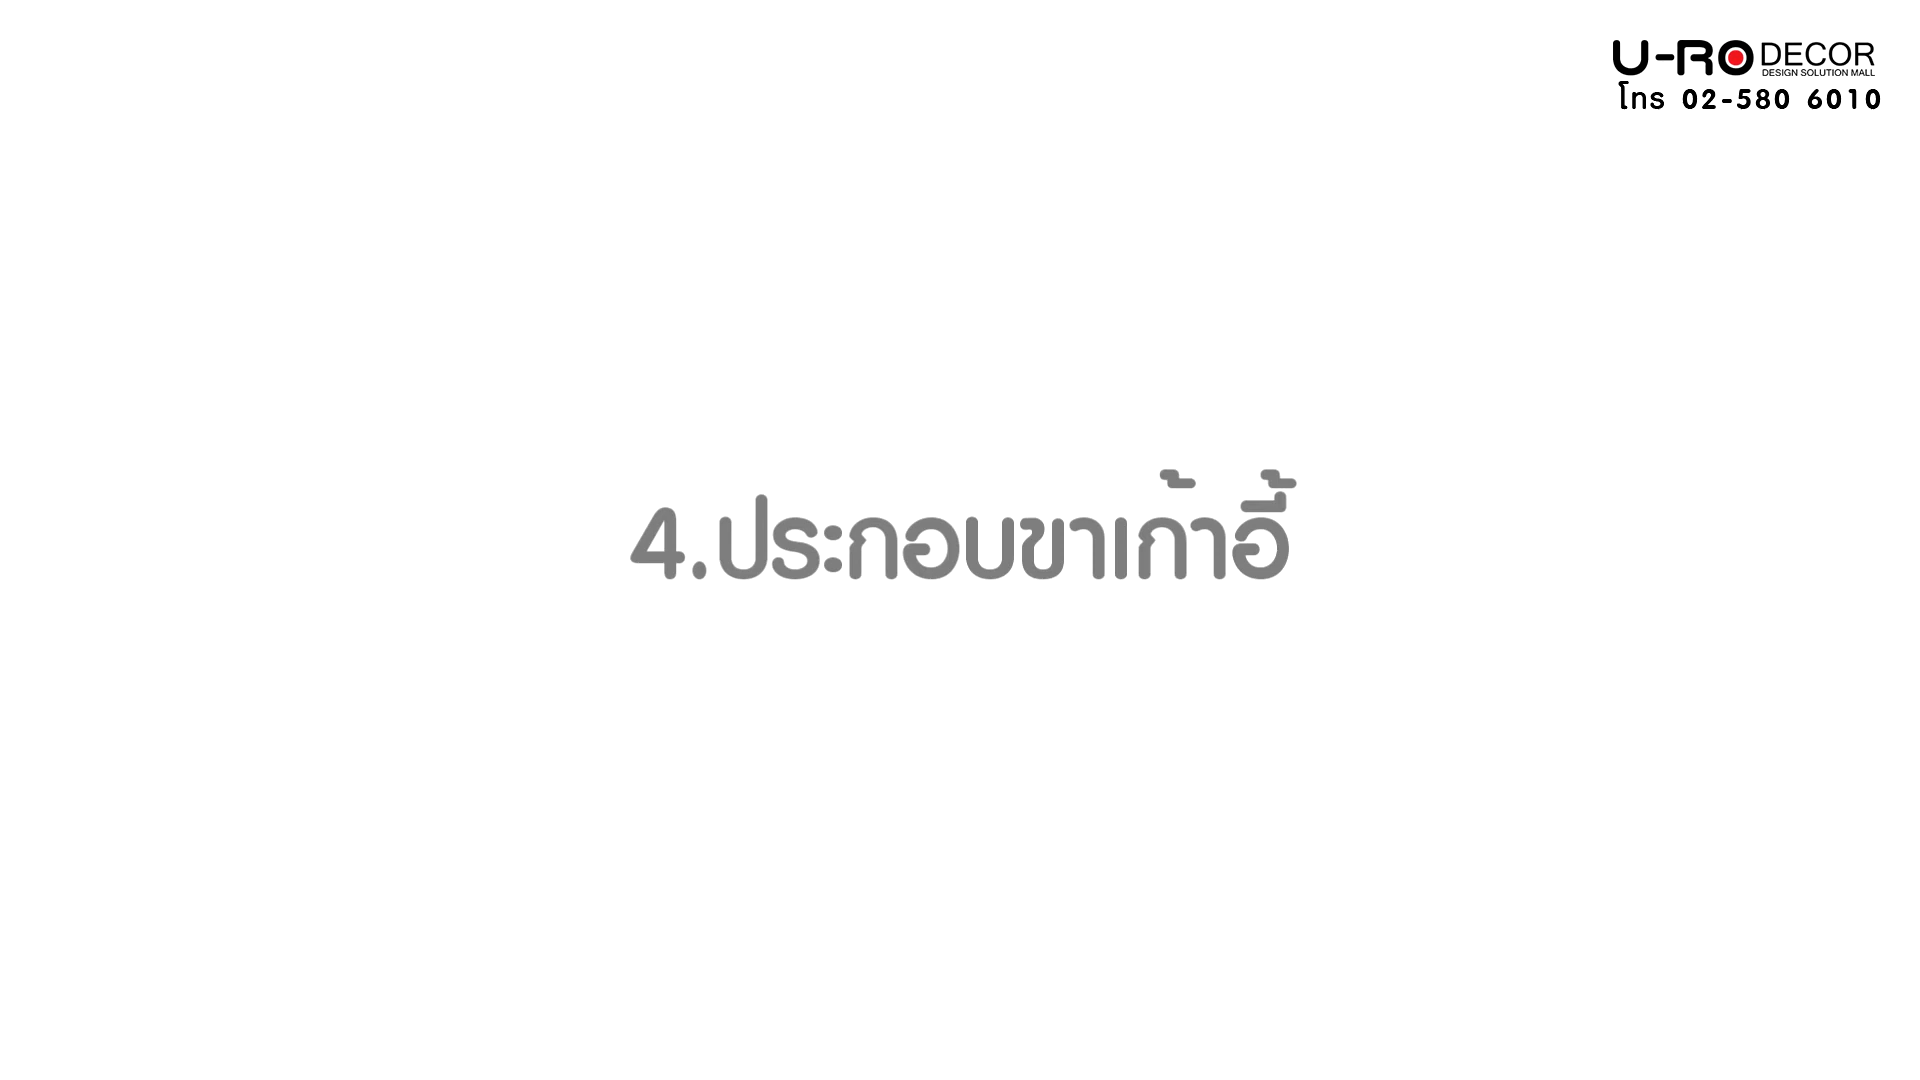 U-RO DECOR
DESIGN SOLUTION MALL
โทร 02-580 6010
4.ประกอบขาเก้าอี้